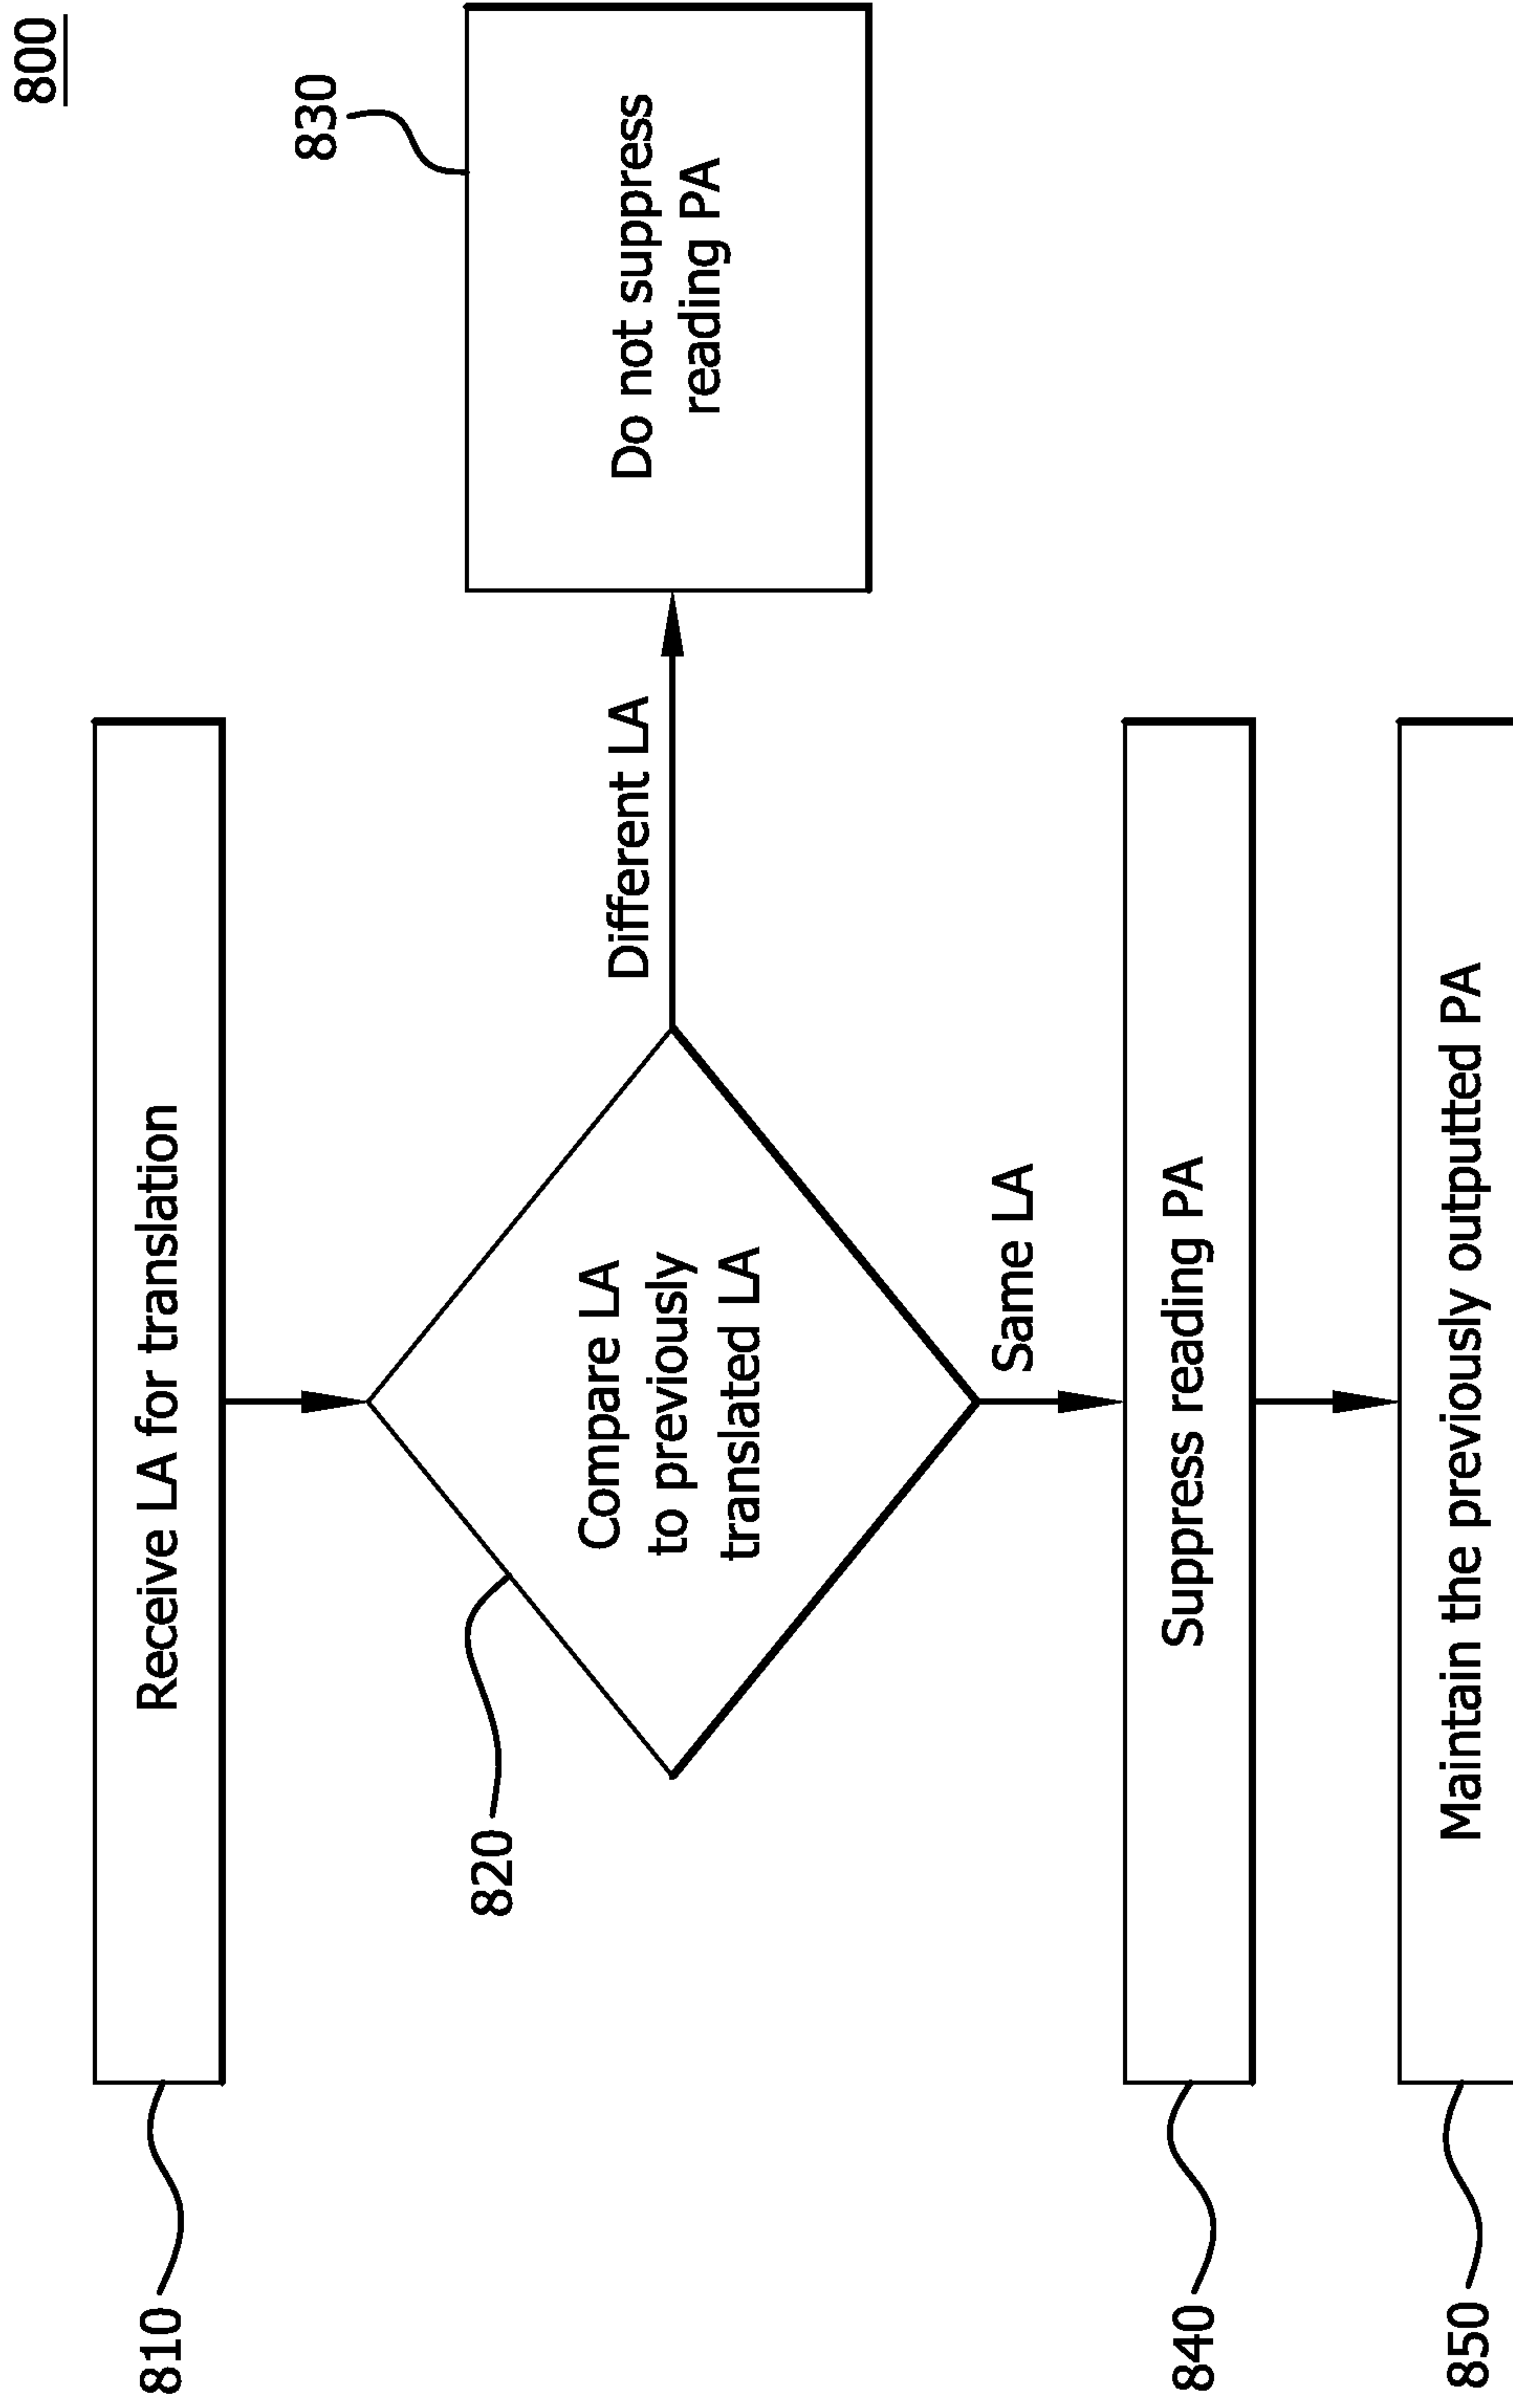 800
810
Receive LA for translation
820
Compare LA
to previously
translated LA
Different LA
830
Do not suppress
reading PA
Same LA
840
Suppress reading PA
850
Maintain the previously outputted PA